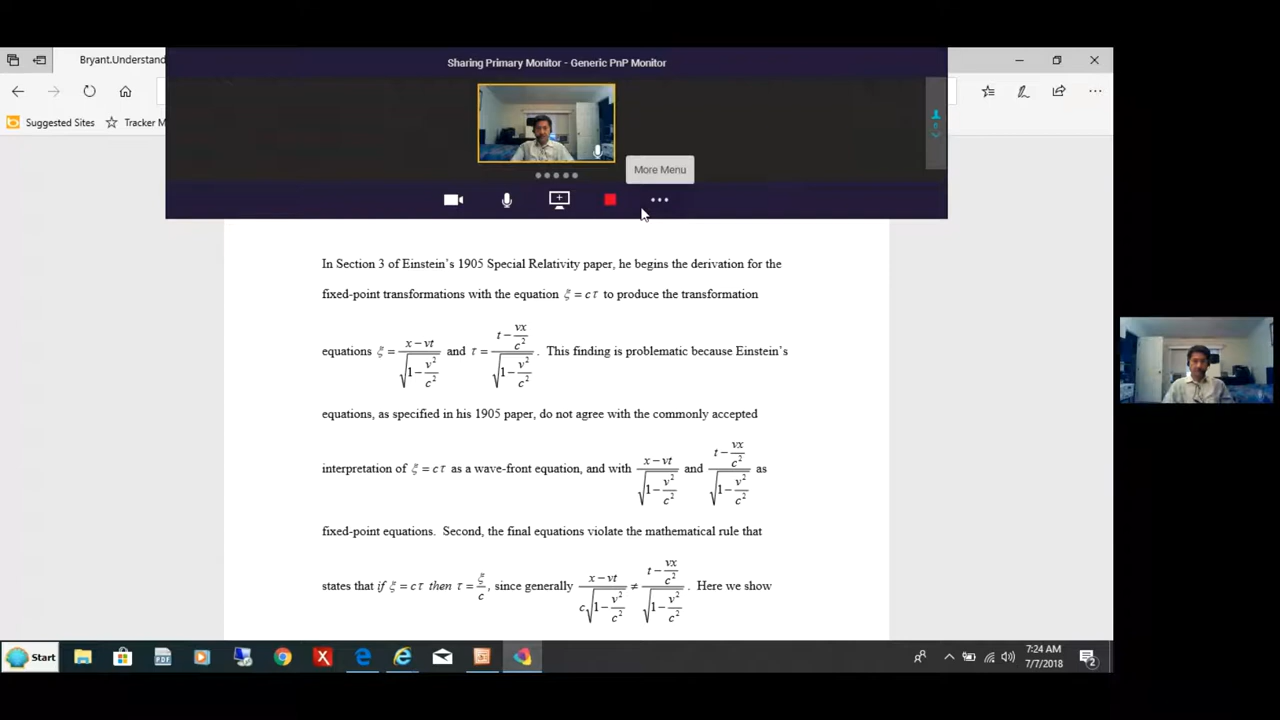 Bryant.Understand
Sharing Primary Monitor - Generic PnP Monitor
Suggested Sites
Tracker M
More Menu
In Section 3 of Einstein's 1905 Special Relativity paper, he begins the derivation for the
fixed-point transformations with the equation ξ = cτ to produce the transformation
equations ξ = (x − vt)/√(1 − v²/c²) and τ = (t − vx/c²)/√(1 − v²/c²). This finding is problematic because Einstein's
equations, as specified in his 1905 paper, do not agree with the commonly accepted
interpretation of ξ = cτ as a wave-front equation, and with (x − vt)/√(1 − v²/c²) and (t − vx/c²)/√(1 − v²/c²) as
fixed-point equations. Second, the final equations violate the mathematical rule that
states that if ξ = cτ then τ = ξ/c, since generally (x − vt)/(c√(1 − v²/c²)) ≠ (t − vx/c²)/√(1 − v²/c²). Here we show
Start
PDF
7:24 AM
7/7/2018
2